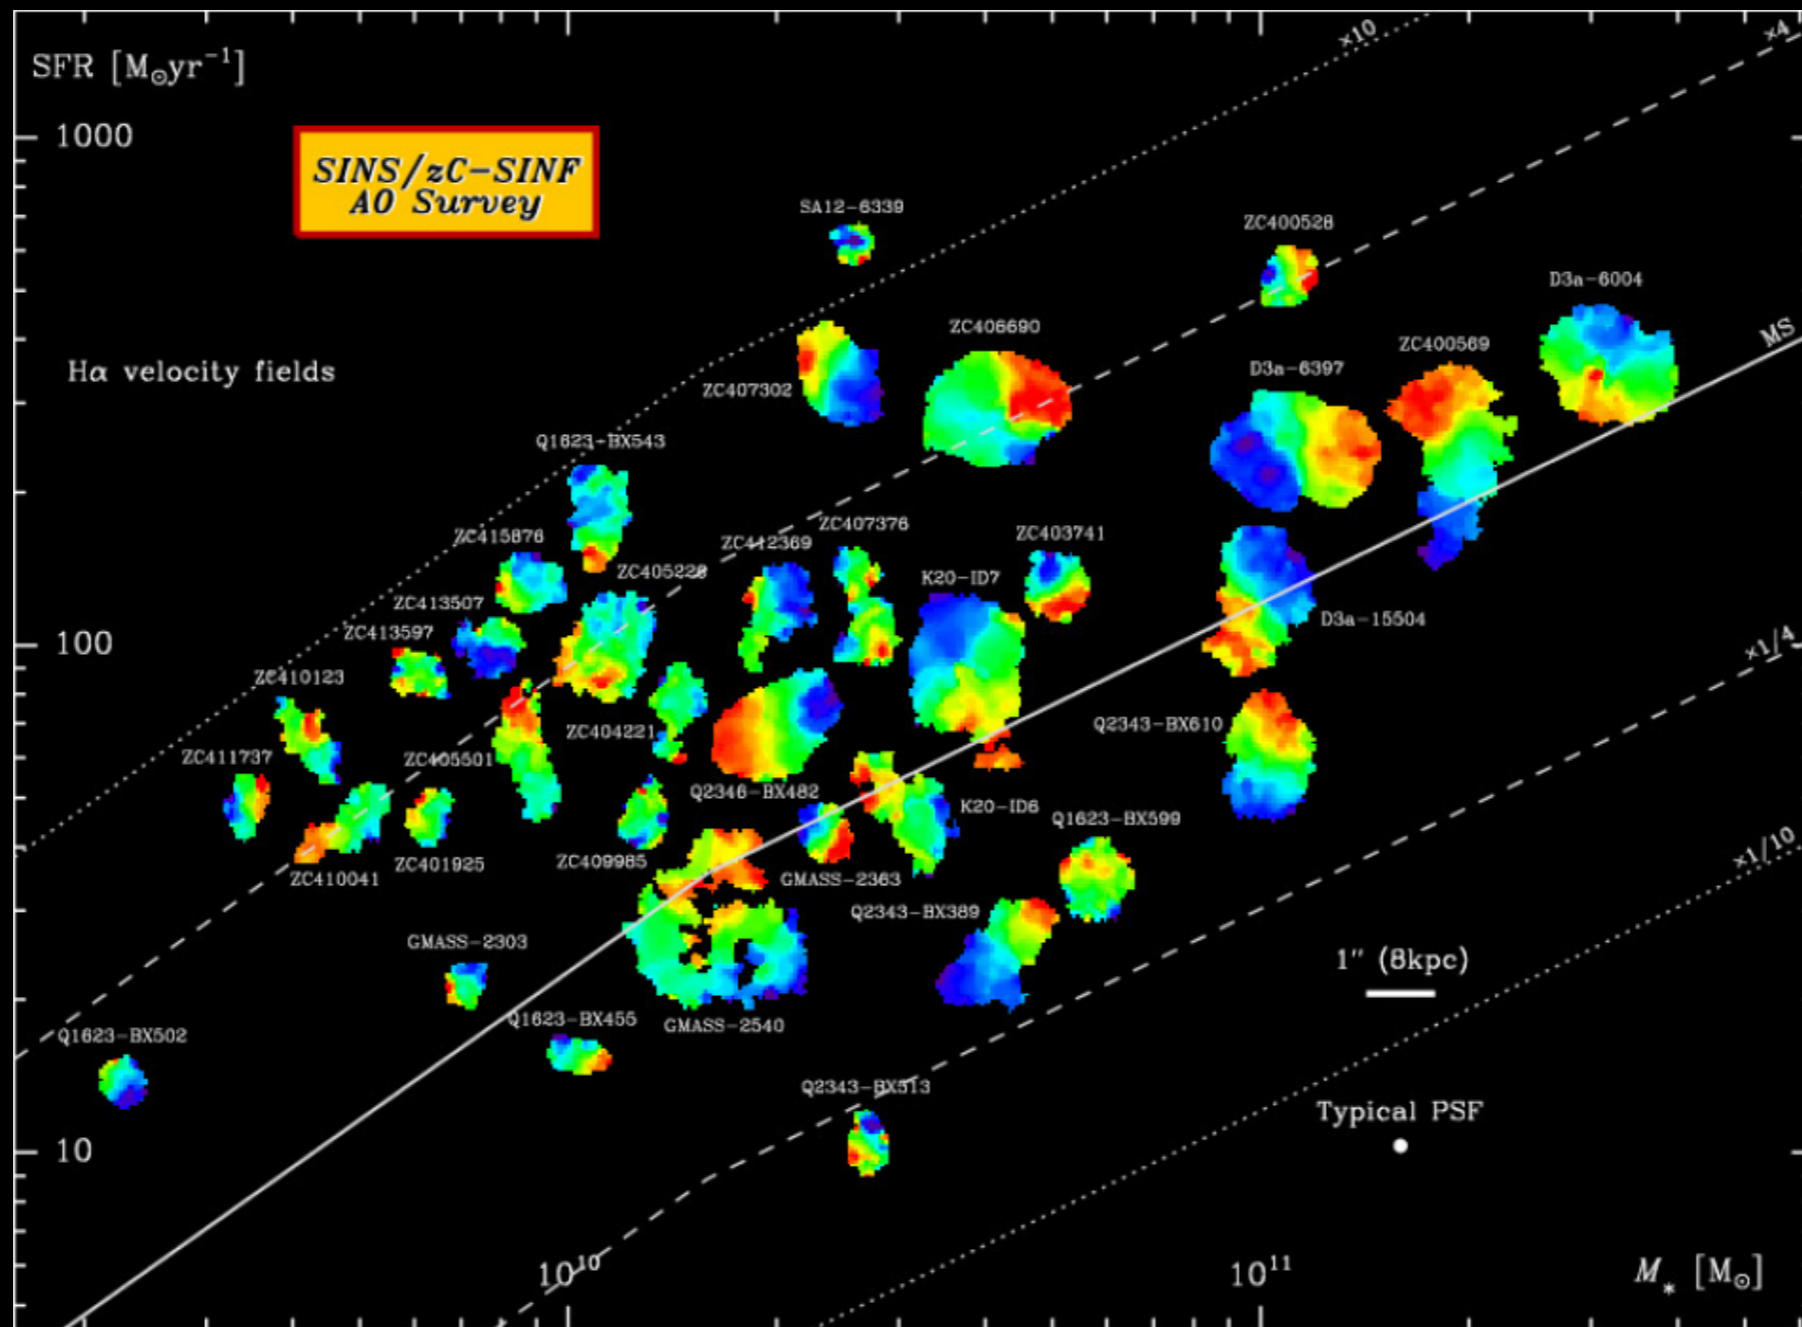 ×10
×4
SFR [M☉yr⁻¹]
1000
SINS/zC-SINF
AO Survey
SA12-6339
ZC400528
D3a-6004
ZC406690
MS
ZC400569
Hα velocity fields
D3a-6397
ZC407302
Q1623-BX543
ZC407376
ZC415876
ZC412369
ZC403741
ZC405226
K20-ID7
ZC413507
D3a-15504
ZC413597
100
×1/4
ZC410123
Q2343-BX610
ZC404221
ZC411737
ZC405501
Q2346-BX482
K20-ID6
Q1623-BX599
×1/10
ZC409985
ZC401925
ZC410041
GMASS-2363
Q2343-BX389
GMASS-2303
1″ (8kpc)
Q1623-BX455
GMASS-2540
Q1623-BX502
Q2343-BX513
Typical PSF
10
10¹⁰
10¹¹
M* [M☉]